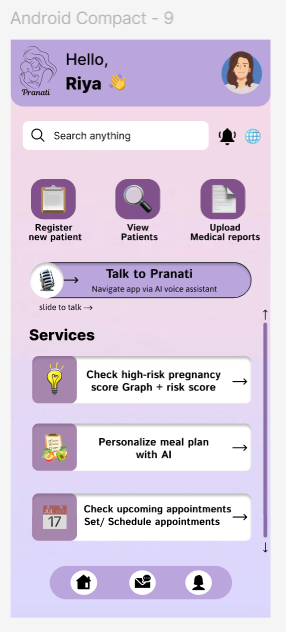 Android Compact - 9
Hello,
Riya 👋
Pranati
Search anything
Register
new patient
View
Patients
Upload
Medical reports
Talk to Pranati
Navigate app via AI voice assistant
slide to talk →
Services
Check high-risk pregnancy
score Graph + risk score
Personalize meal plan
with AI
JUL
17
Check upcoming appointments
Set/ Schedule appointments